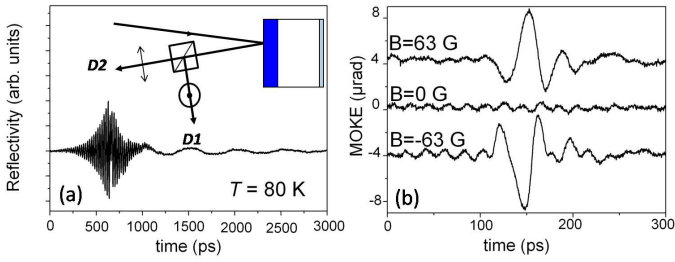 Reflectivity (arb. units)
D2
D1
(a)
T = 80 K
0 500 1000 1500 2000 2500 3000
time (ps)
MOKE (μrad)
8
4
0
-4
-8
B=63 G
B=0 G
B=-63 G
(b)
0 100 200 300
time (ps)